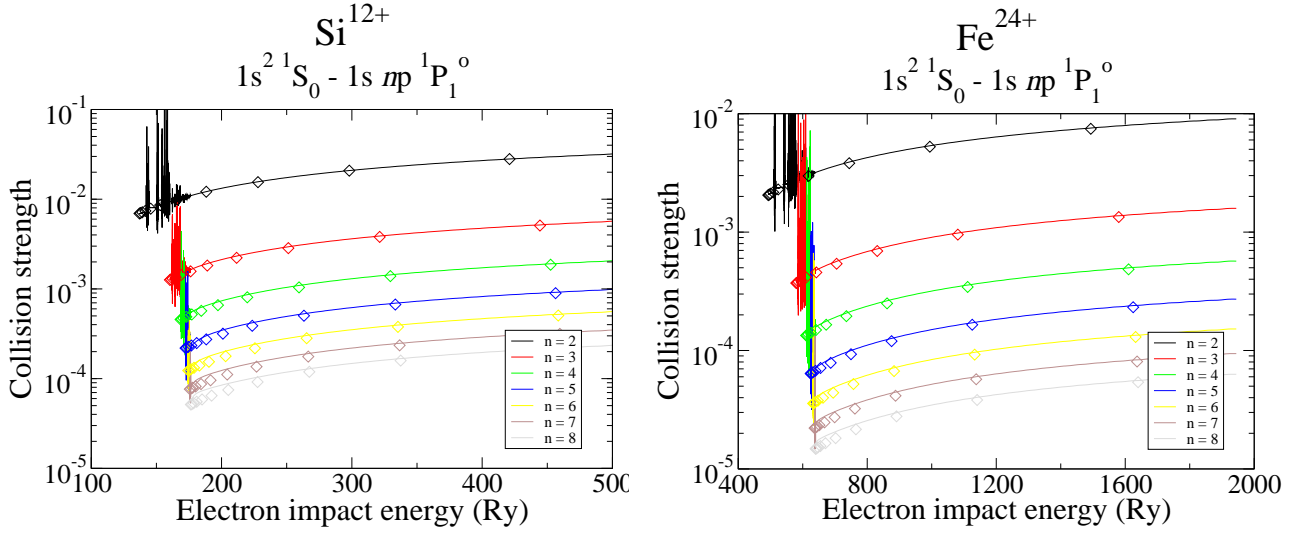 Si¹²⁺
1s² ¹S₀ - 1s np ¹P₁ᵒ
Collision strength
10⁻¹
10⁻²
10⁻³
10⁻⁴
10⁻⁵
100 200 300 400 500
Electron impact energy (Ry)
n = 2
n = 3
n = 4
n = 5
n = 6
n = 7
n = 8
Fe²⁴⁺
1s² ¹S₀ - 1s np ¹P₁ᵒ
Collision strength
10⁻²
10⁻³
10⁻⁴
10⁻⁵
400 800 1200 1600 2000
Electron impact energy (Ry)
n = 2
n = 3
n = 4
n = 5
n = 6
n = 7
n = 8